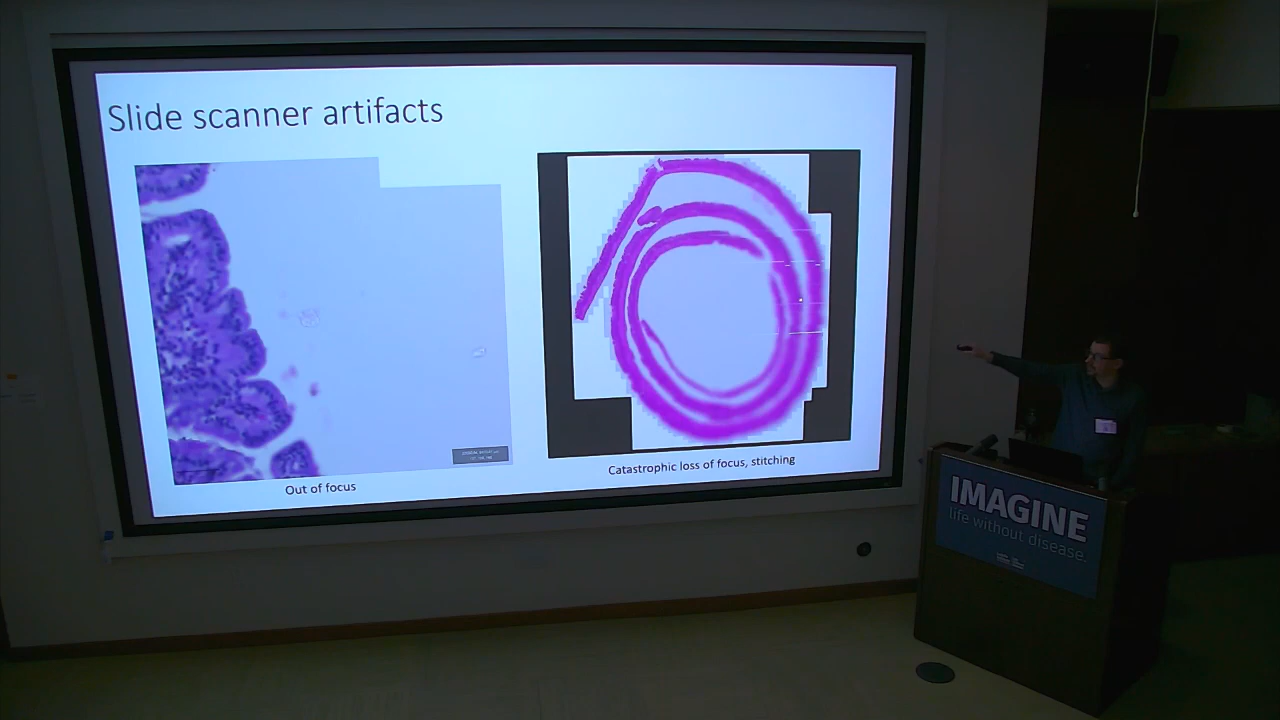 Slide scanner artifacts
Out of focus
Catastrophic loss of focus, stitching
IMAGINE
life without disease.